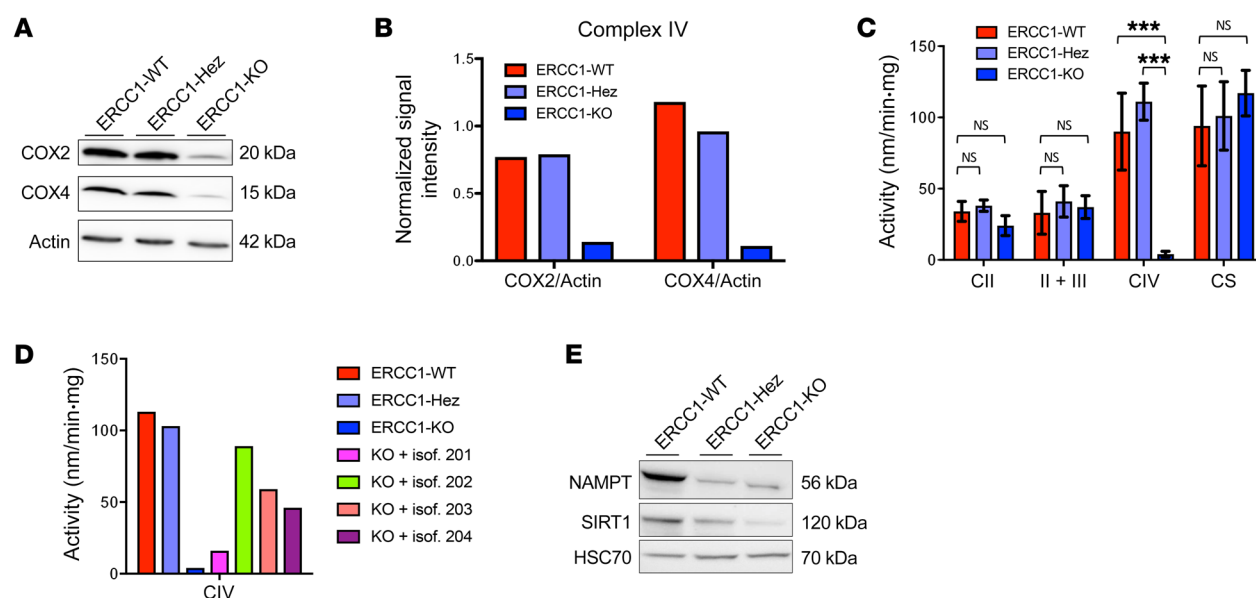 A
ERCC1-WT
ERCC1-Hez
ERCC1-KO
COX2
20 kDa
COX4
15 kDa
Actin
42 kDa
B
Complex IV
Normalized signal
intensity
1.5
1.0
0.5
0.0
ERCC1-WT
ERCC1-Hez
ERCC1-KO
COX2/Actin
COX4/Actin
C
Activity (nm/min·mg)
150
100
50
0
ERCC1-WT
ERCC1-Hez
ERCC1-KO
NS
NS
NS
NS
***
***
NS
NS
CII
II + III
CIV
CS
D
Activity (nm/min·mg)
150
100
50
0
CIV
ERCC1-WT
ERCC1-Hez
ERCC1-KO
KO + isof. 201
KO + isof. 202
KO + isof. 203
KO + isof. 204
E
ERCC1-WT
ERCC1-Hez
ERCC1-KO
NAMPT
56 kDa
SIRT1
120 kDa
HSC70
70 kDa